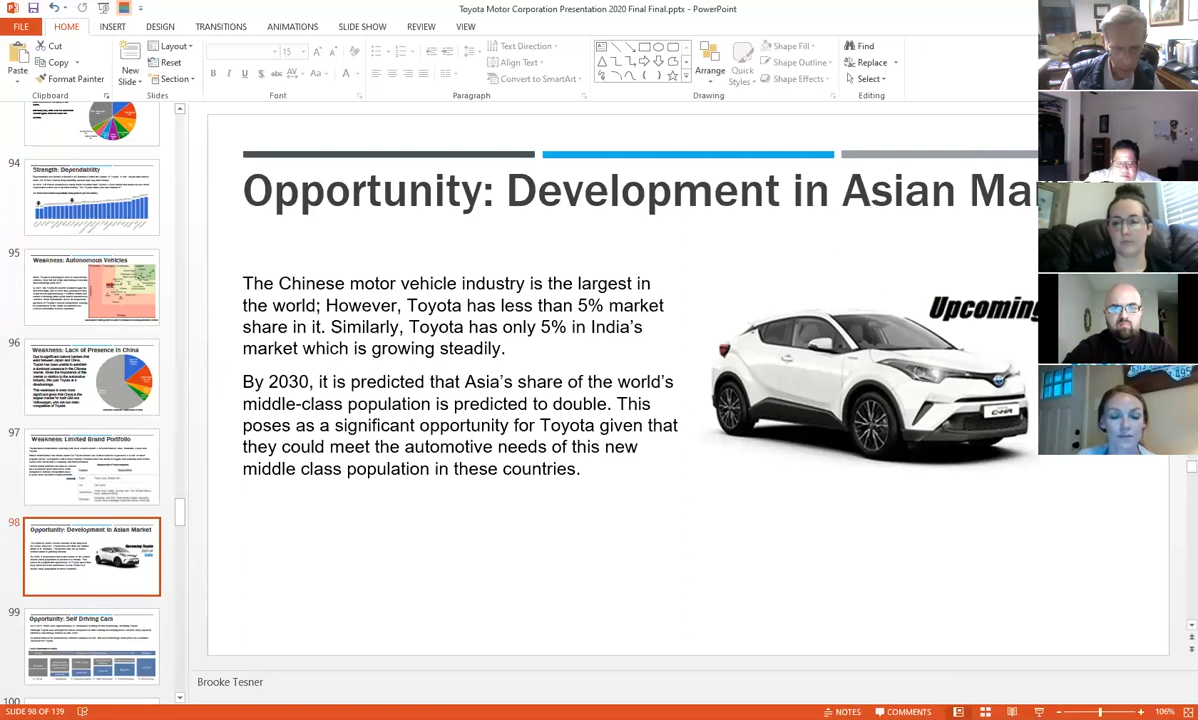 Toyota Motor Corporation Presentation 2020 Final Final.pptx - PowerPoint
FILE HOME INSERT DESIGN TRANSITIONS ANIMATIONS SLIDE SHOW REVIEW VIEW
Paste
Cut
Copy
Format Painter
Clipboard
New
Slide
Layout
Reset
Section
Slides
15
B I U S abc AV Aa A
Font
Text Direction
Align Text
Convert to SmartArt
Paragraph
Arrange
Quick
Styles
Shape Fill
Shape Outline
Shape Effects
Drawing
Find
Replace
Select
Editing
94
Strength: Dependability
95
Weakness: Autonomous Vehicles
96
Weakness: Lack of Presence in China
97
Weakness: Limited Brand Portfolio
98
Opportunity: Development in Asian Market
99
Opportunity: Self Driving Cars
100
Opportunity: Development in Asian Ma
The Chinese motor vehicle industry is the largest in
the world; However, Toyota has less than 5% market
share in it. Similarly, Toyota has only 5% in India’s
market which is growing steadily.
By 2030, it is predicted that Asia’s share of the world’s
middle-class population is predicted to double. This
poses as a significant opportunity for Toyota given that
they could meet the automotive needs of this new
middle class population in these countries.
Upcoming
C-HR
Brooke Tesner
SLIDE 98 OF 139
NOTES
COMMENTS
106%